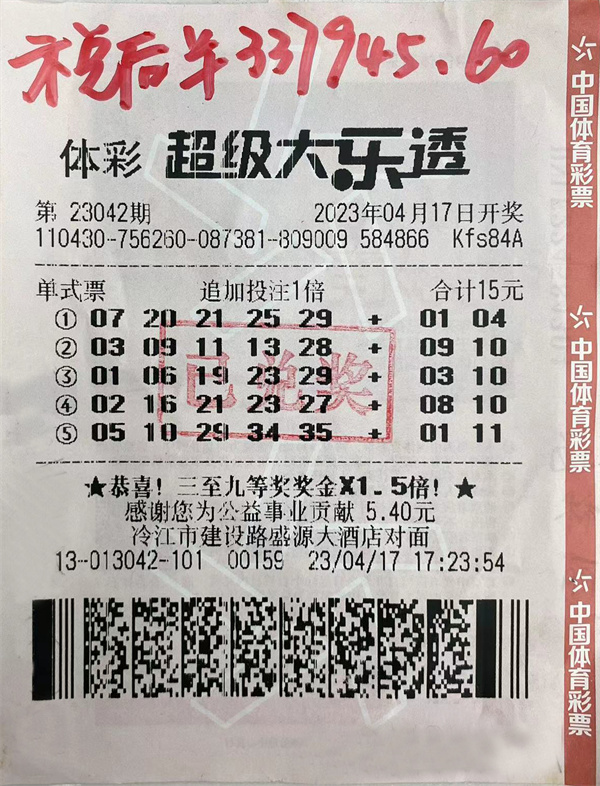 税后¥337945.60
体彩 超级大乐透
第 23042期 2023年04月17日开奖
110430-756260-087381-809009 584866 Kfs84A
单式票 追加投注1倍 合计15元
① 07 20 21 25 29 + 01 04
② 03 09 11 13 28 + 09 10
③ 01 06 19 23 29 + 03 10
④ 02 16 21 23 27 + 08 10
⑤ 05 10 29 34 35 + 01 11
已兑奖
★恭喜!三至九等奖奖金X1.5倍!★
感谢您为公益事业贡献 5.40元
冷江市建设路盛源大酒店对面
13-013042-101 00159 23/04/17 17:23:54
中国体育彩票
中国体育彩票
中国体育彩票